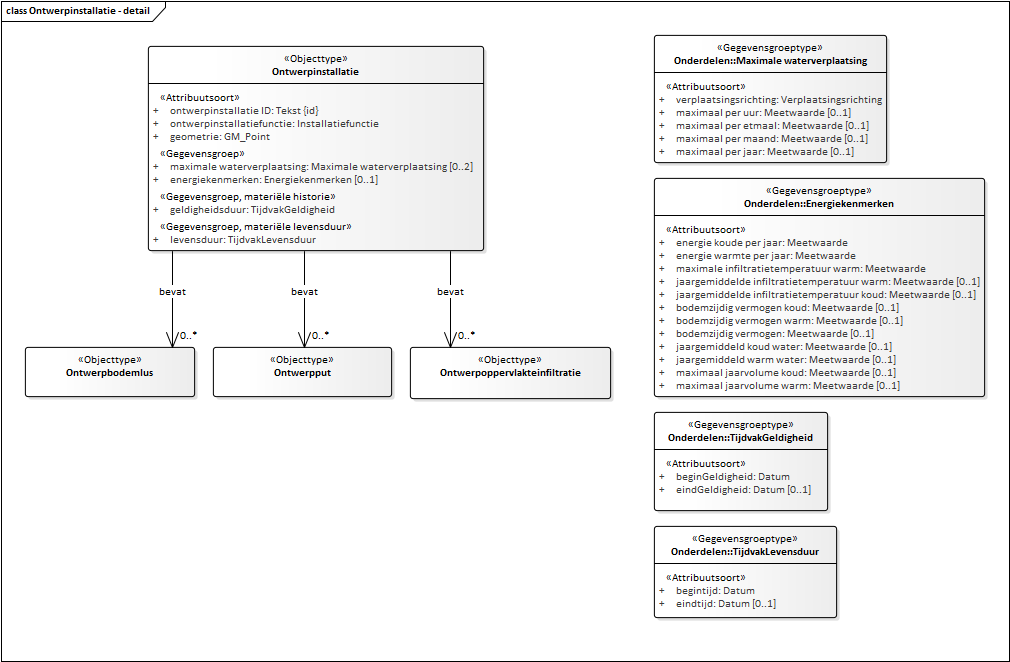 class Ontwerpinstallatie - detail
«Objecttype»
Ontwerpinstallatie
«Attribuutsoort»
+ ontwerpinstallatie ID: Tekst {id}
+ ontwerpinstallatiefunctie: Installatiefunctie
+ geometrie: GM_Point
«Gegevensgroep»
+ maximale waterverplaatsing: Maximale waterverplaatsing [0..2]
+ energiekenmerken: Energiekenmerken [0..1]
«Gegevensgroep, materiële historie»
+ geldigheidsduur: TijdvakGeldigheid
«Gegevensgroep, materiële levensduur»
+ levensduur: TijdvakLevensduur
bevat
bevat
bevat
0..*
0..*
0..*
«Objecttype»
Ontwerpbodemlus
«Objecttype»
Ontwerpput
«Objecttype»
Ontwerpoppervlakteinfiltratie
«Gegevensgroeptype»
Onderdelen::Maximale waterverplaatsing
«Attribuutsoort»
+ verplaatsingsrichting: Verplaatsingsrichting
+ maximaal per uur: Meetwaarde [0..1]
+ maximaal per etmaal: Meetwaarde [0..1]
+ maximaal per maand: Meetwaarde [0..1]
+ maximaal per jaar: Meetwaarde [0..1]
«Gegevensgroeptype»
Onderdelen::Energiekenmerken
«Attribuutsoort»
+ energie koude per jaar: Meetwaarde
+ energie warmte per jaar: Meetwaarde
+ maximale infiltratietemperatuur warm: Meetwaarde
+ jaargemiddelde infiltratietemperatuur warm: Meetwaarde [0..1]
+ jaargemiddelde infiltratietemperatuur koud: Meetwaarde [0..1]
+ bodemzijdig vermogen koud: Meetwaarde [0..1]
+ bodemzijdig vermogen warm: Meetwaarde [0..1]
+ bodemzijdig vermogen: Meetwaarde [0..1]
+ jaargemiddeld koud water: Meetwaarde [0..1]
+ jaargemiddeld warm water: Meetwaarde [0..1]
+ maximaal jaarvolume koud: Meetwaarde [0..1]
+ maximaal jaarvolume warm: Meetwaarde [0..1]
«Gegevensgroeptype»
Onderdelen::TijdvakGeldigheid
«Attribuutsoort»
+ beginGeldigheid: Datum
+ eindGeldigheid: Datum [0..1]
«Gegevensgroeptype»
Onderdelen::TijdvakLevensduur
«Attribuutsoort»
+ begintijd: Datum
+ eindtijd: Datum [0..1]